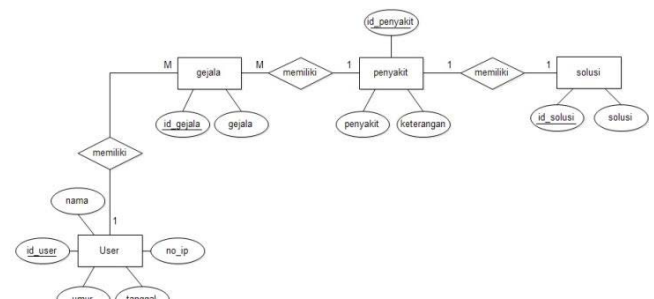 id_penyakit
M
gejala
M
memiliki
1
penyakit
1
memiliki
1
solusi
id_gejala
gejala
penyakit
keterangan
id_solusi
solusi
memiliki
nama
1
id_user
User
no_ip
umur
tanggal